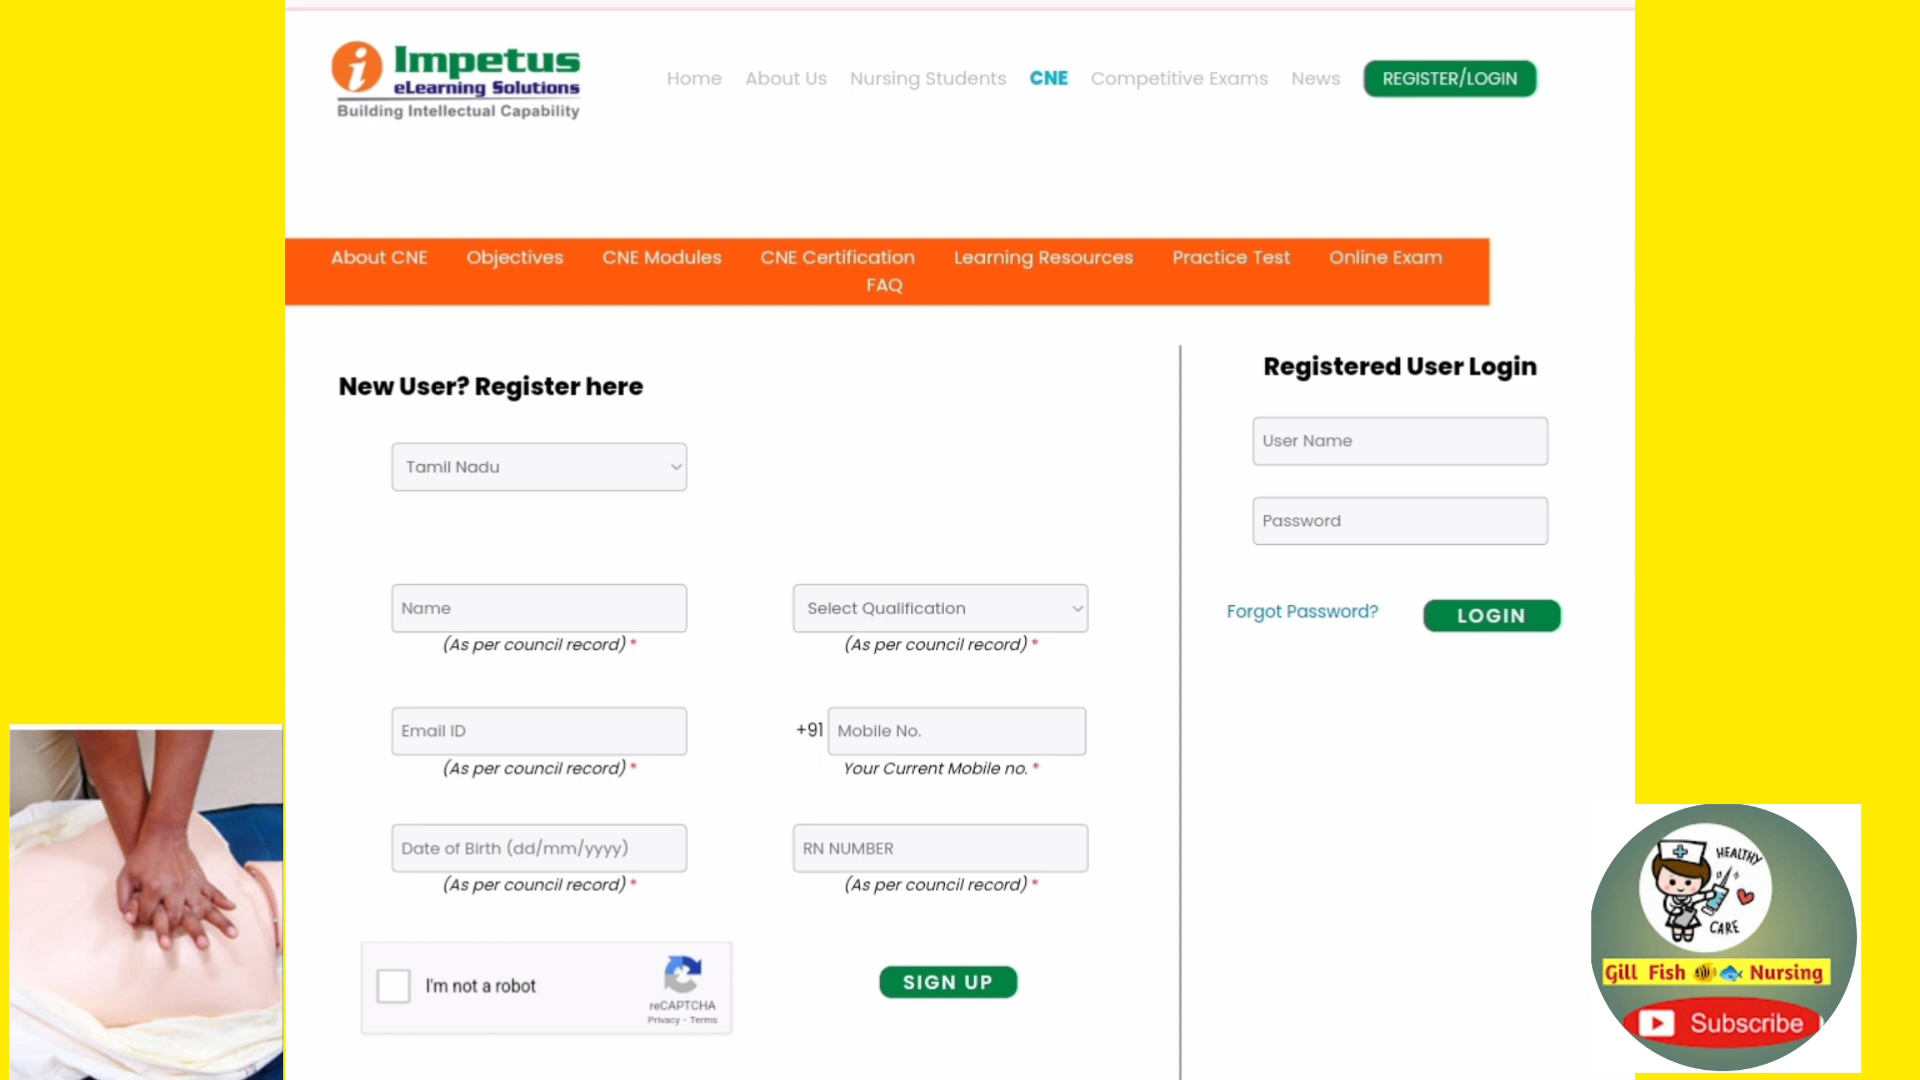 Impetus
eLearning Solutions
Building Intellectual Capability
Home About Us Nursing Students CNE Competitive Exams News REGISTER/LOGIN
About CNE Objectives CNE Modules CNE Certification Learning Resources Practice Test Online Exam
FAQ
New User? Register here
Tamil Nadu
Name Select Qualification
(As per council record) * (As per council record) *
Email ID +91 Mobile No.
(As per council record) * Your Current Mobile no. *
Date of Birth (dd/mm/yyyy) RN NUMBER
(As per council record) * (As per council record) *
I'm not a robot
reCAPTCHA
Privacy - Terms
SIGN UP
Registered User Login
User Name
Password
Forgot Password? LOGIN
HEALTHY
CARE
Gill Fish Nursing
Subscribe